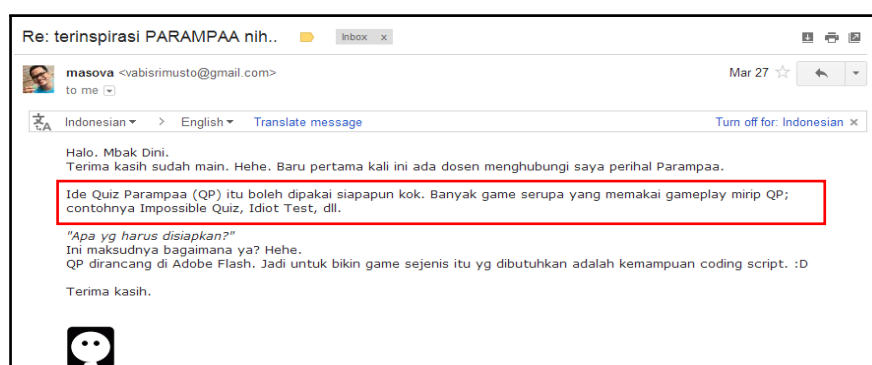 Re: terinspirasi PARAMPAA nih.. Inbox x
masova <vabisrimusto@gmail.com> Mar 27
to me
Indonesian > English Translate message Turn off for: Indonesian ×
Halo. Mbak Dini.
Terima kasih sudah main. Hehe. Baru pertama kali ini ada dosen menghubungi saya perihal Parampaa.
Ide Quiz Parampaa (QP) itu boleh dipakai siapapun kok. Banyak game serupa yang memakai gameplay mirip QP;
contohnya Impossible Quiz, Idiot Test, dll.
"Apa yg harus disiapkan?"
Ini maksudnya bagaimana ya? Hehe.
QP dirancang di Adobe Flash. Jadi untuk bikin game sejenis itu yg dibutuhkan adalah kemampuan coding script. :D
Terima kasih.